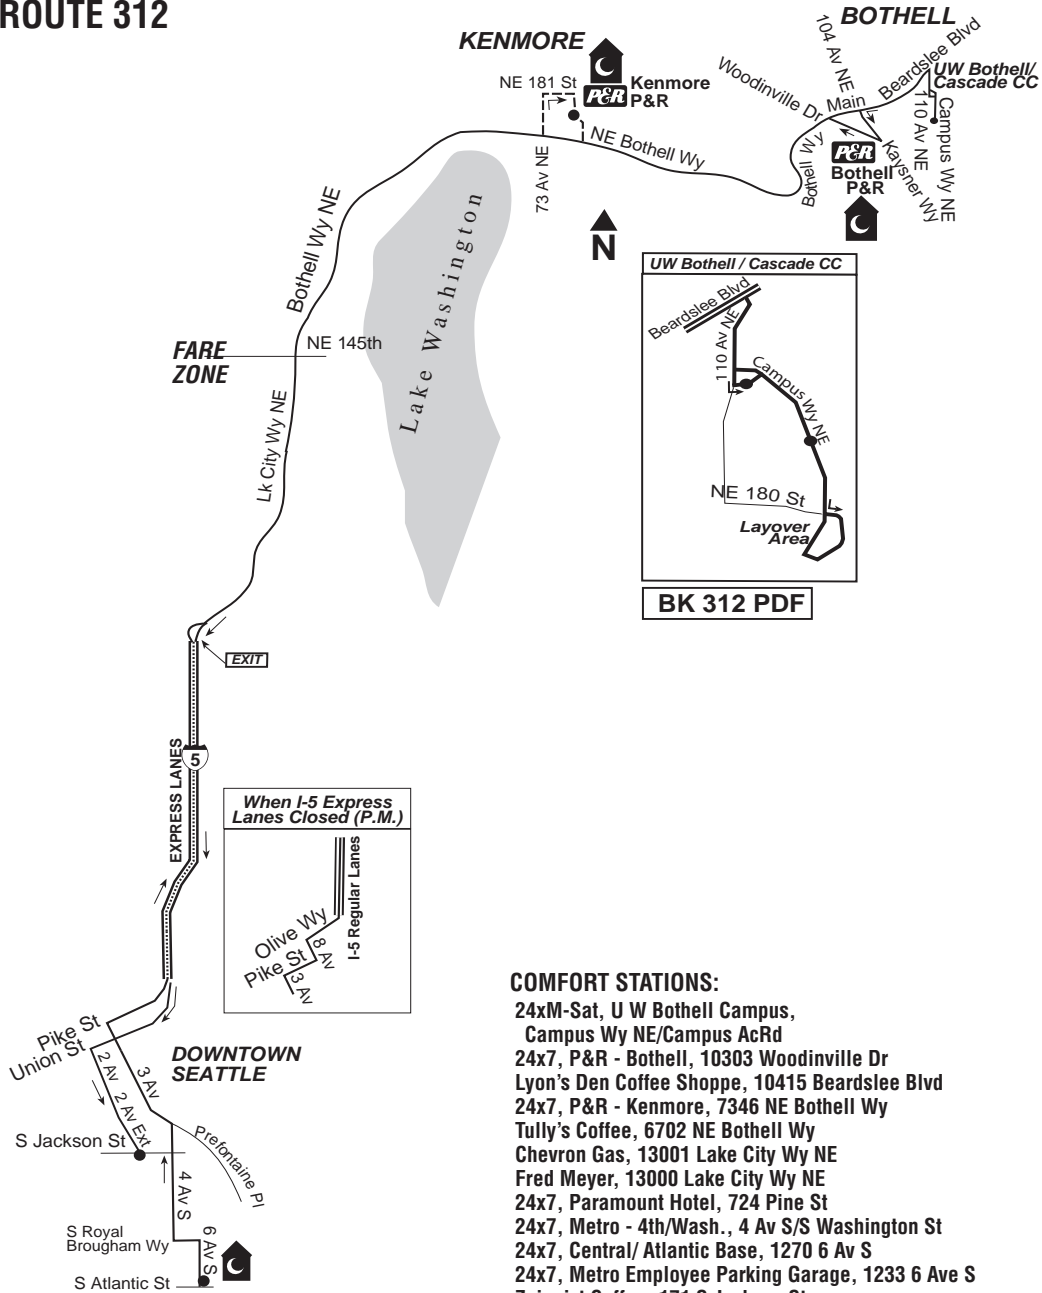 ROUTE 312
BOTHELL
KENMORE
104 Av NE
Beardslee Blvd
UW Bothell/
Cascade CC
Woodinville Dr
Main
NE 181 St
P&R
Kenmore
P&R
110 Av NE
Campus Wy NE
NE Bothell Wy
73 Av NE
Bothell Wy
P&R
Bothell
P&R
Kaysner Wy
N
Bothell Wy NE
Lake Washington
UW Bothell / Cascade CC
Beardslee Blvd
110 Av NE
Campus Wy NE
NE 180 St
Layover
Area
BK 312 PDF
FARE
ZONE
NE 145th
Lk City Wy NE
EXIT
5
EXPRESS LANES
When I-5 Express
Lanes Closed (P.M.)
I-5 Regular Lanes
Olive Wy
8 Av
Pike St
3 Av
Pike St
Union St
DOWNTOWN
SEATTLE
2 Av
3 Av
2 Av Ext
S Jackson St
Prefontaine Pl
4 Av S
S Royal
Brougham Wy
6 Av S
S Atlantic St
COMFORT STATIONS:
24xM-Sat, U W Bothell Campus,
Campus Wy NE/Campus AcRd
24x7, P&R - Bothell, 10303 Woodinville Dr
Lyon's Den Coffee Shoppe, 10415 Beardslee Blvd
24x7, P&R - Kenmore, 7346 NE Bothell Wy
Tully's Coffee, 6702 NE Bothell Wy
Chevron Gas, 13001 Lake City Wy NE
Fred Meyer, 13000 Lake City Wy NE
24x7, Paramount Hotel, 724 Pine St
24x7, Metro - 4th/Wash., 4 Av S/S Washington St
24x7, Central/ Atlantic Base, 1270 6 Av S
24x7, Metro Employee Parking Garage, 1233 6 Ave S